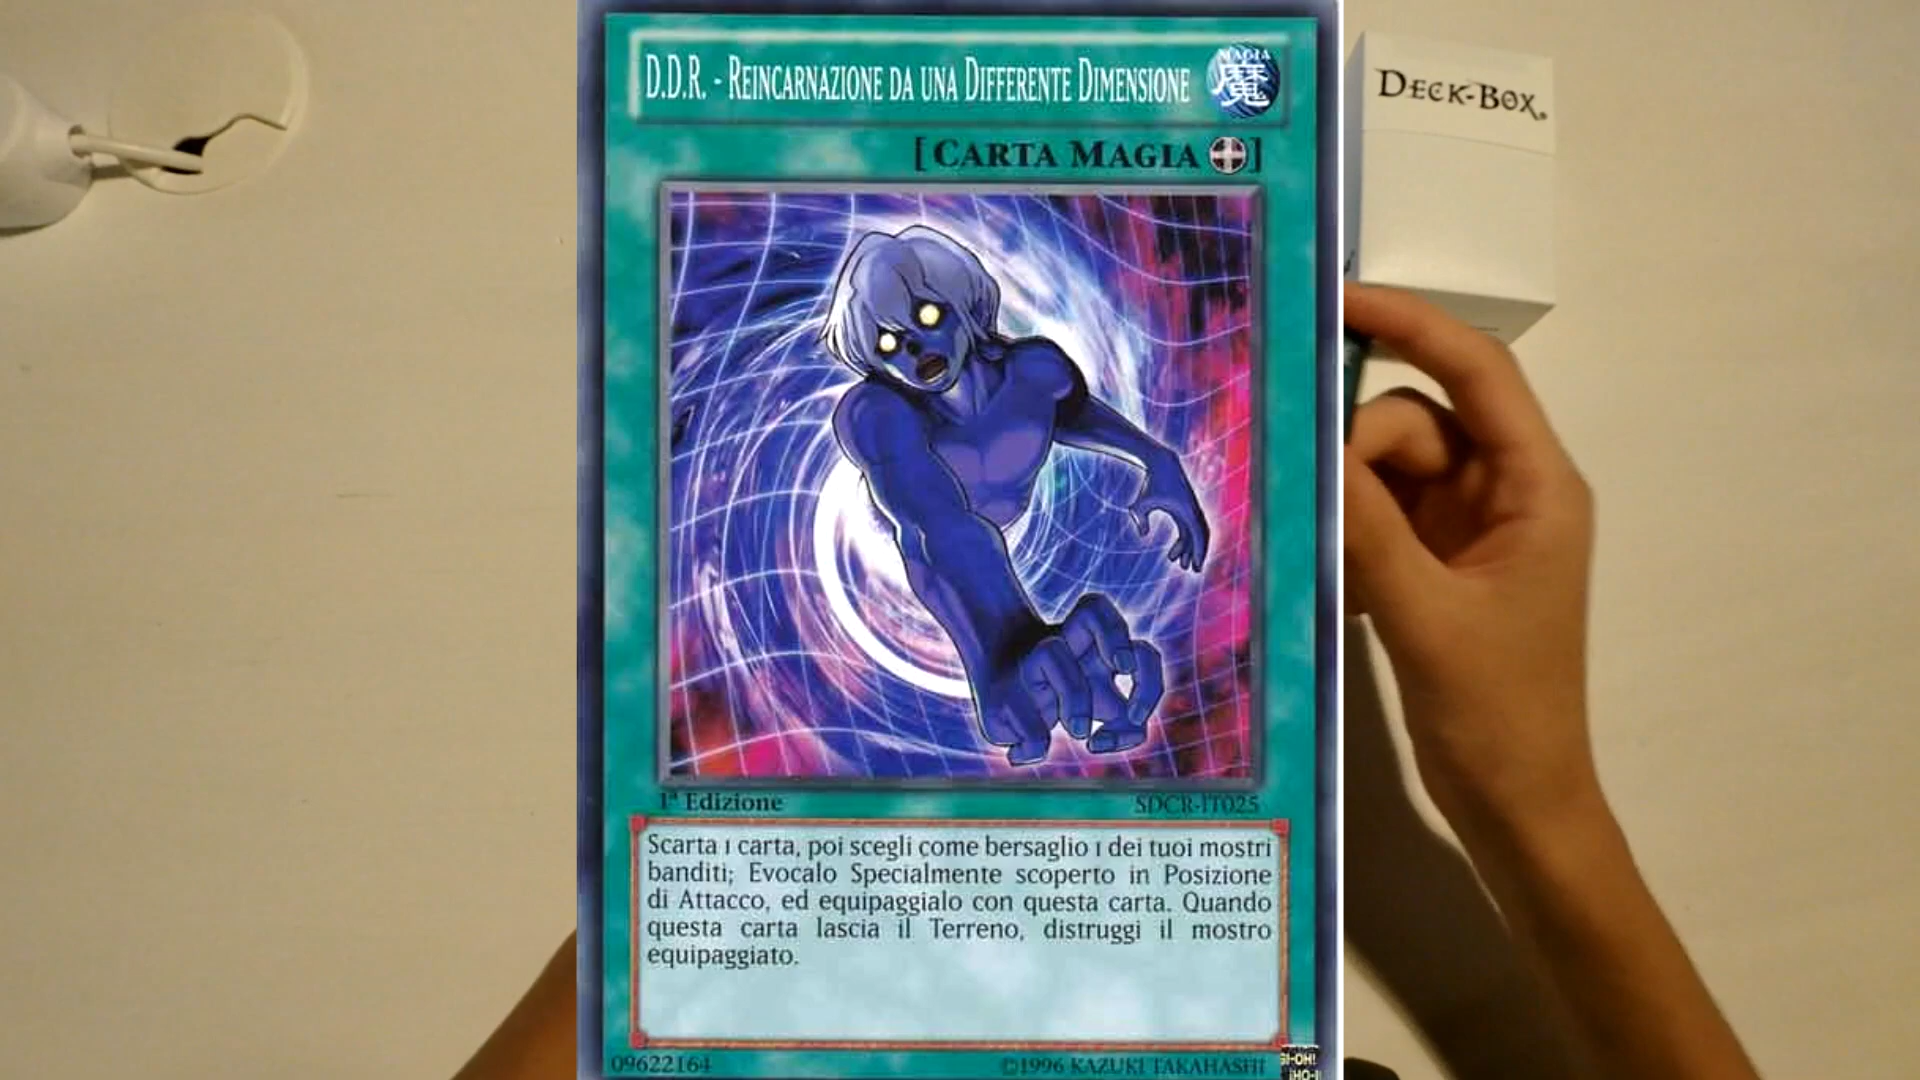 D.D.R. - Reincarnazione da una Differente Dimensione
MAGIA
魔
[Carta Magia]
Deck-Box.
1ª Edizione
SDCR-IT025
Scarta 1 carta, poi scegli come bersaglio 1 dei tuoi mostri
banditi; Evocalo Specialmente scoperto in Posizione
di Attacco, ed equipaggialo con questa carta. Quando
questa carta lascia il Terreno, distruggi il mostro
equipaggiato.
09622164
©1996 KAZUKI TAKAHASHI